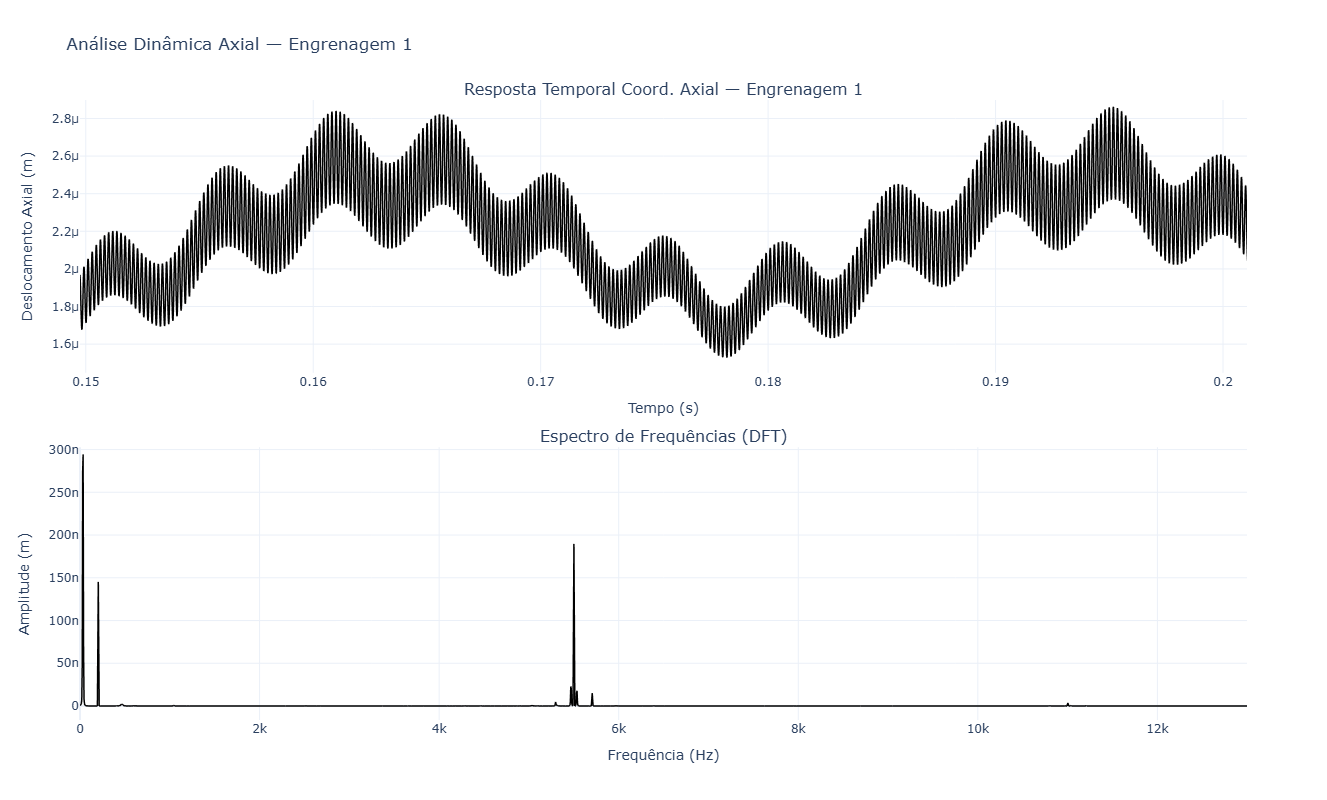 Análise Dinâmica Axial — Engrenagem 1
Resposta Temporal Coord. Axial — Engrenagem 1
Deslocamento Axial (m)
2.8μ
2.6μ
2.4μ
2.2μ
2μ
1.8μ
1.6μ
0.15 0.16 0.17 0.18 0.19 0.2
Tempo (s)
Espectro de Frequências (DFT)
Amplitude (m)
300n
250n
200n
150n
100n
50n
0
0 2k 4k 6k 8k 10k 12k
Frequência (Hz)